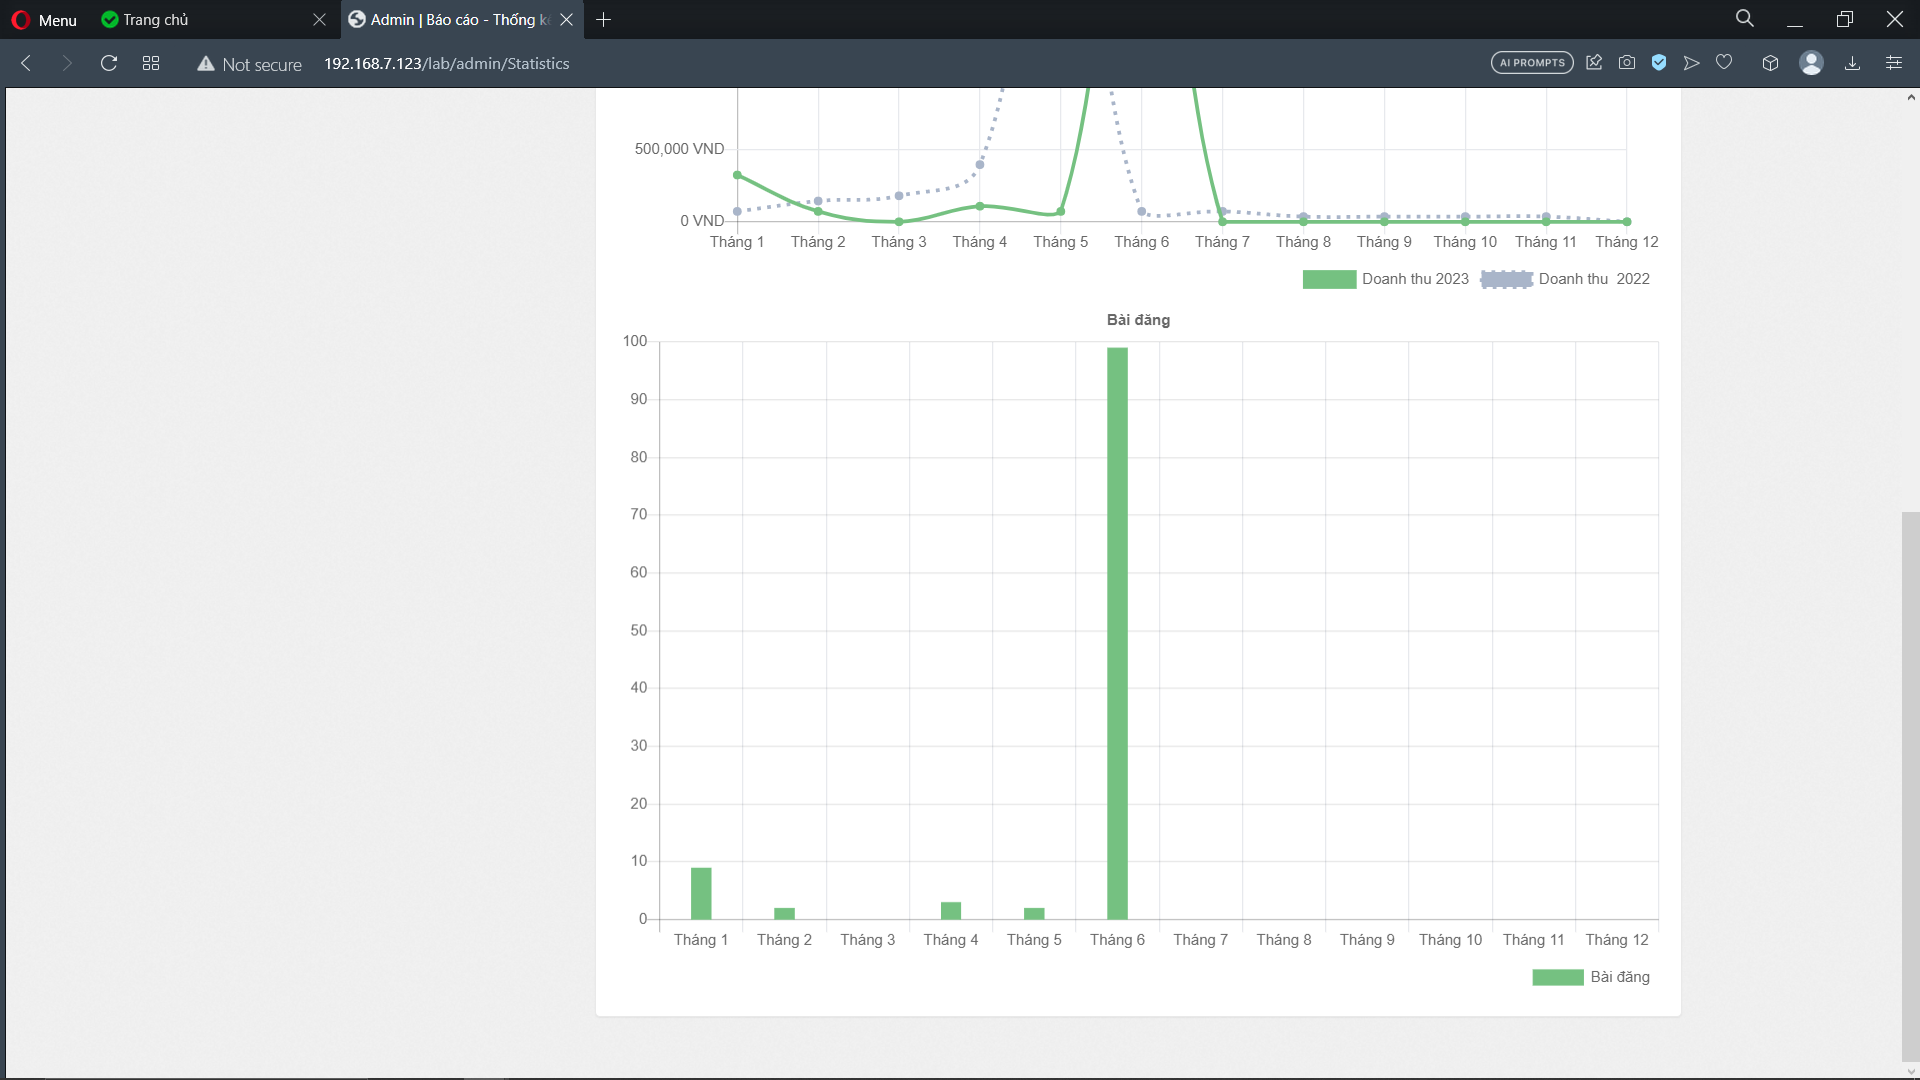 Menu
Trang chủ
Admin | Báo cáo - Thống kê
Not secure
192.168.7.123/lab/admin/Statistics
AI PROMPTS
500,000 VND
0 VND
Tháng 1 Tháng 2 Tháng 3 Tháng 4 Tháng 5 Tháng 6 Tháng 7 Tháng 8 Tháng 9 Tháng 10 Tháng 11 Tháng 12
Doanh thu 2023 Doanh thu 2022
Bài đăng
100
90
80
70
60
50
40
30
20
10
0
Tháng 1 Tháng 2 Tháng 3 Tháng 4 Tháng 5 Tháng 6 Tháng 7 Tháng 8 Tháng 9 Tháng 10 Tháng 11 Tháng 12
Bài đăng